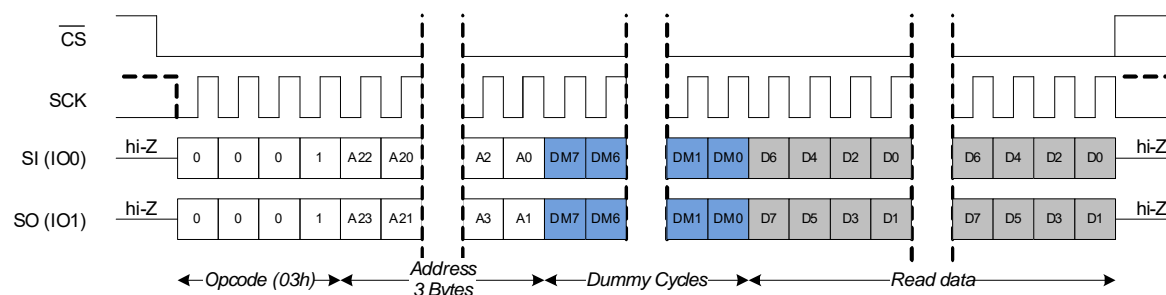 CS
SCK
SI (IO0) hi-Z 0 0 0 1 A22 A20 A2 A0 DM7 DM6 DM1 DM0 D6 D4 D2 D0 D6 D4 D2 D0 hi-Z
SO (IO1) hi-Z 0 0 0 1 A23 A21 A3 A1 DM7 DM6 DM1 DM0 D7 D5 D3 D1 D7 D5 D3 D1 hi-Z
Opcode (03h) Address Dummy Cycles Read data
3 Bytes